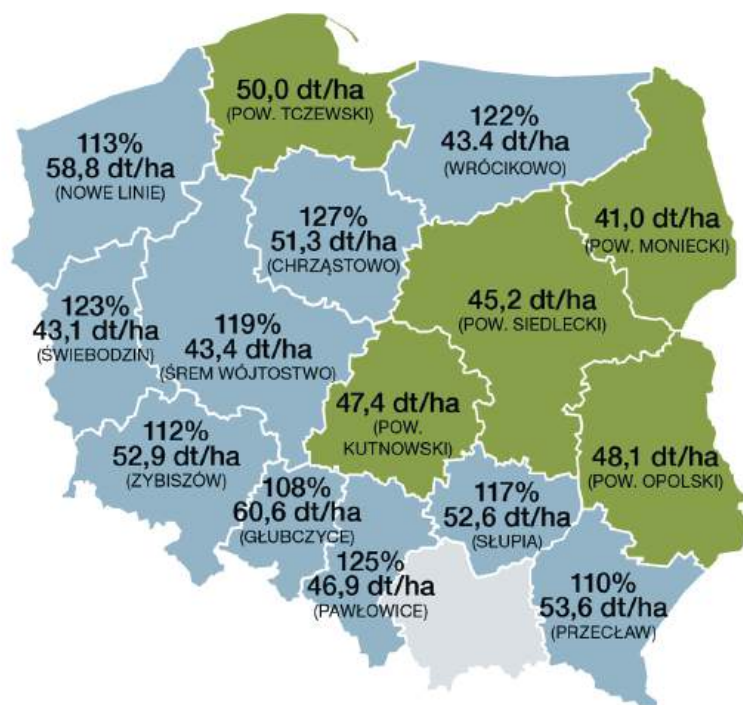 50,0 dt/ha
(POW. TCZEWSKI)
122%
43.4 dt/ha
(WRÓCIKOWO)
113%
58,8 dt/ha
(NOWE LINIE)
127%
51,3 dt/ha
(CHRZĄSTOWO)
41,0 dt/ha
(POW. MONIECKI)
45,2 dt/ha
(POW. SIEDLECKI)
123%
43,1 dt/ha
(ŚWIEBODZIN)
119%
43,4 dt/ha
(ŚREM WÓJTOSTWO)
47,4 dt/ha
(POW.
KUTNOWSKI)
112%
52,9 dt/ha
(ZYBISZÓW)
48,1 dt/ha
(POW. OPOLSKI)
108%
60,6 dt/ha
(GŁUBCZYCE)
117%
52,6 dt/ha
(SŁUPIA)
125%
46,9 dt/ha
(PAWŁOWICE)
110%
53,6 dt/ha
(PRZECŁAW)